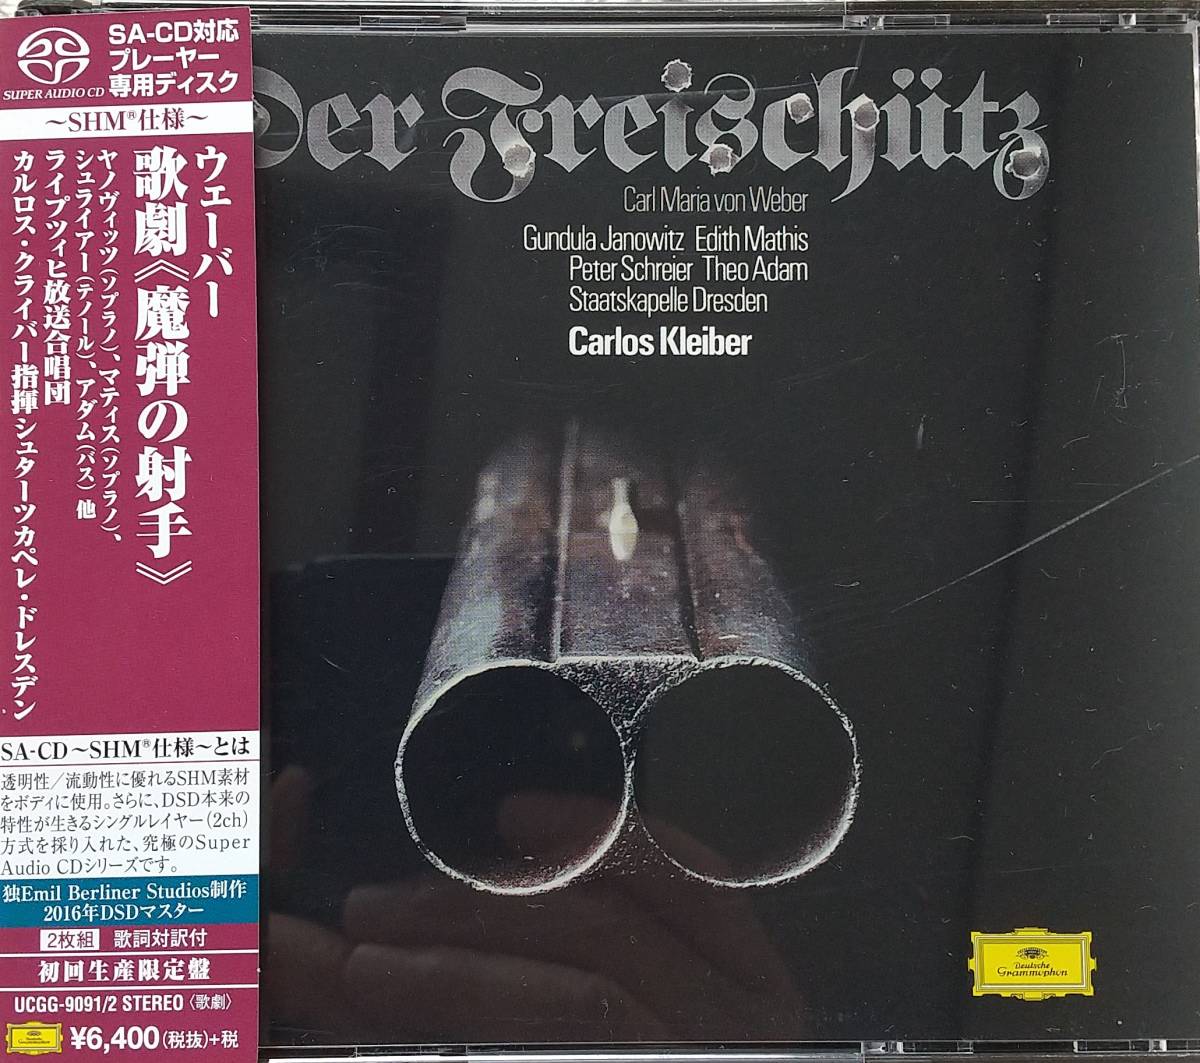 SA-CD対応
プレーヤー
専用ディスク
SUPER AUDIO CD
～SHM®仕様～
ウェーバー
歌劇《魔弾の射手》
ヤノヴィッツ(ソプラノ)、マティス(ソプラノ)、
シュライアー(テノール)、アダム(バス) 他
ライプツィヒ放送合唱団
カルロス・クライバー指揮シュターツカペレ・ドレスデン
SA-CD～SHM®仕様～とは
透明性/流動性に優れるSHM素材
をボディに使用。さらに、DSD本来の
特性が生きるシングルレイヤー(2ch)
方式を採り入れた、究極のSuper
Audio CDシリーズです。
独Emil Berliner Studios制作
2016年DSDマスター
2枚組 歌詞対訳付
初回生産限定盤
UCGG-9091/2 STEREO〈歌劇〉
¥6,400(税抜)+税
Der Freischütz
Carl Maria von Weber
Gundula Janowitz Edith Mathis
Peter Schreier Theo Adam
Staatskapelle Dresden
Carlos Kleiber
Deutsche
Grammophon